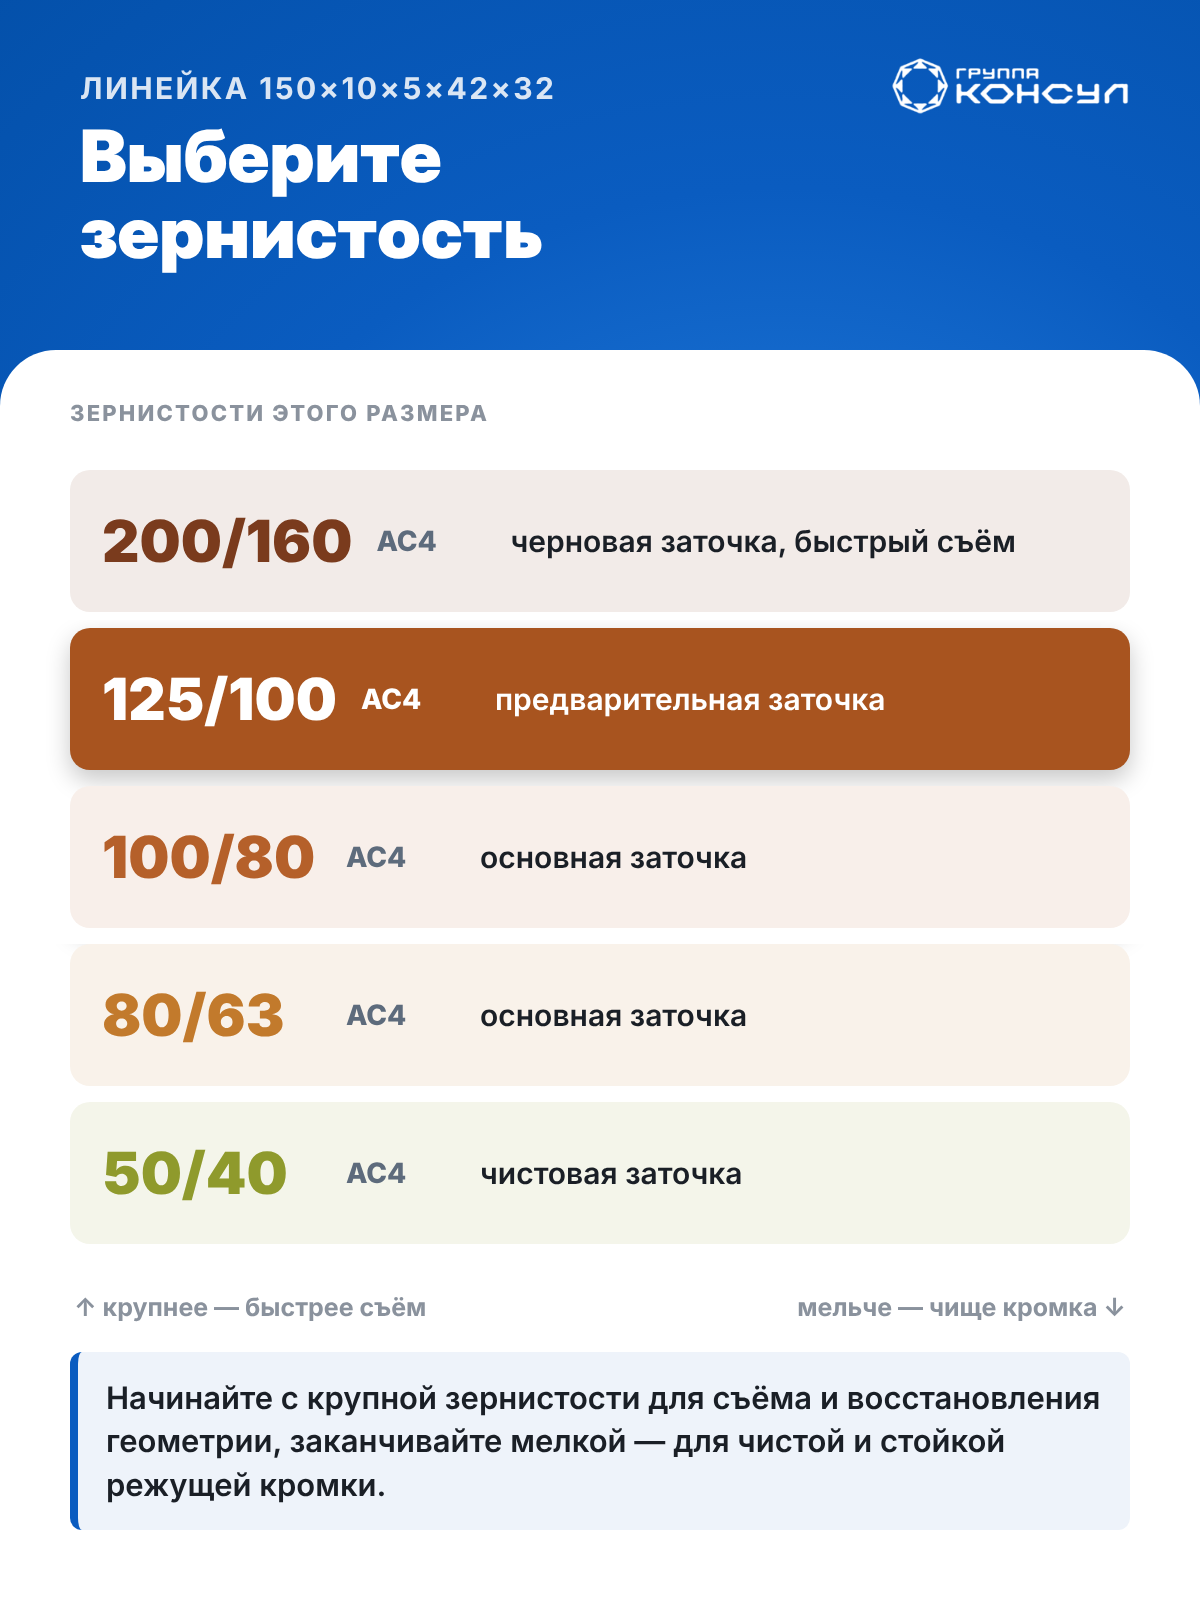 ЛИНЕЙКА 150×10×5×42×32
ГРУППА
КОНСУЛ
Выберите
зернистость
ЗЕРНИСТОСТИ ЭТОГО РАЗМЕРА
200/160 АС4 черновая заточка, быстрый съём
125/100 АС4 предварительная заточка
100/80 АС4 основная заточка
80/63 АС4 основная заточка
50/40 АС4 чистовая заточка
↑ крупнее — быстрее съём
мельче — чище кромка ↓
Начинайте с крупной зернистости для съёма и восстановления
геометрии, заканчивайте мелкой — для чистой и стойкой
режущей кромки.